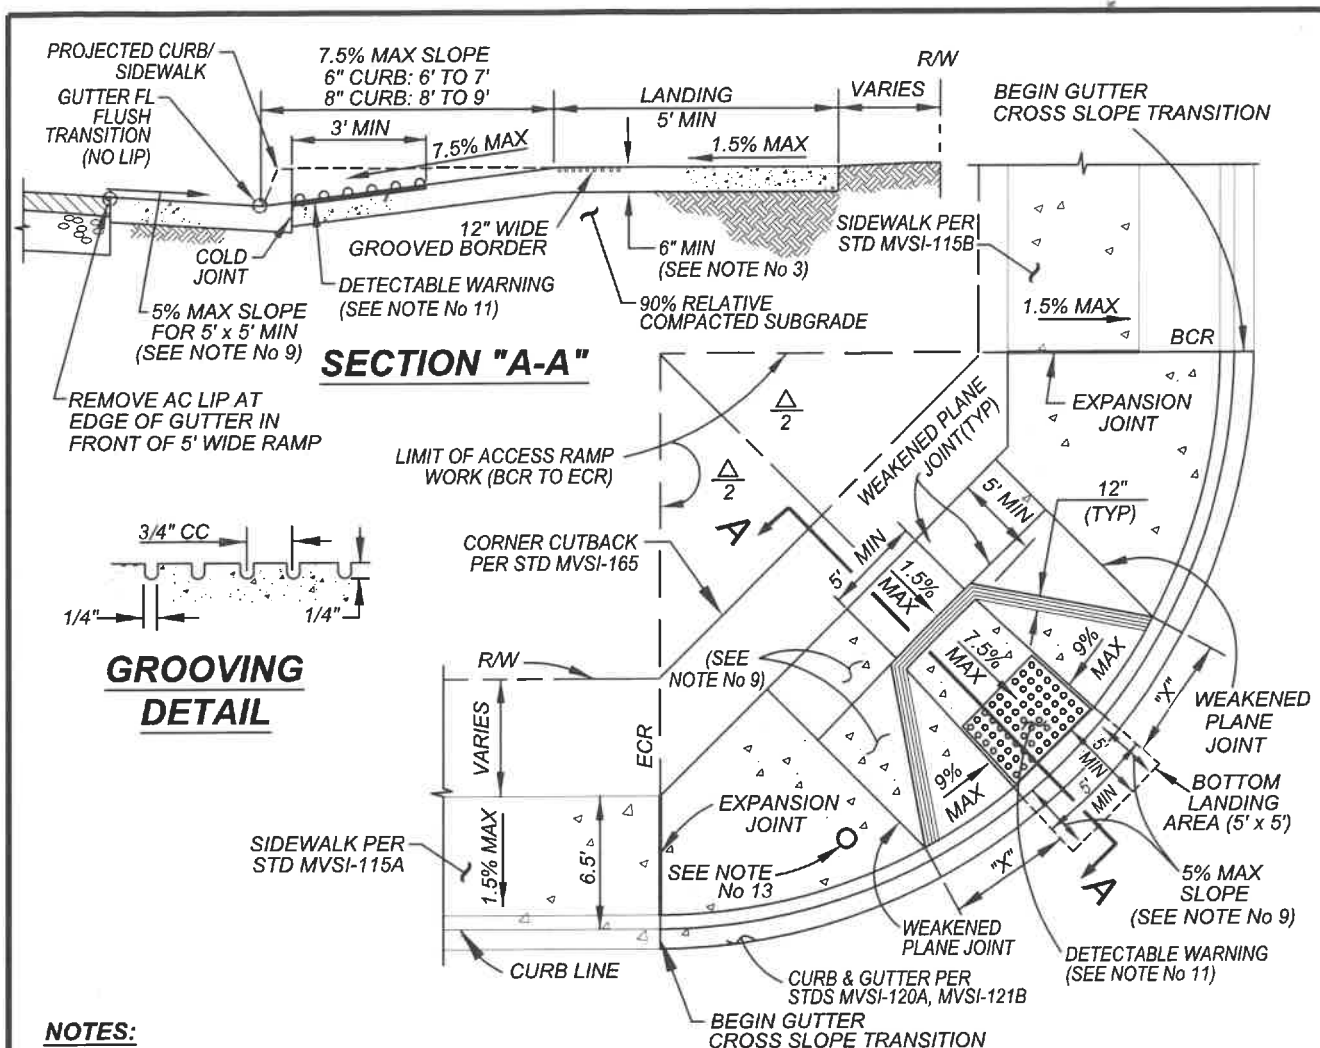 PROJECTED CURB/
SIDEWALK
GUTTER FL
FLUSH
TRANSITION
(NO LIP)
7.5% MAX SLOPE
6" CURB: 6' TO 7'
8" CURB: 8' TO 9'
3' MIN
7.5% MAX
LANDING
5' MIN
1.5% MAX
VARIES
R/W
BEGIN GUTTER
CROSS SLOPE TRANSITION
COLD
JOINT
12" WIDE
GROOVED BORDER
DETECTABLE WARNING
(SEE NOTE No 11)
6" MIN
(SEE NOTE No 3)
90% RELATIVE
COMPACTED SUBGRADE
5% MAX SLOPE
FOR 5' x 5' MIN
(SEE NOTE No 9)
SECTION "A-A"
REMOVE AC LIP AT
EDGE OF GUTTER IN
FRONT OF 5' WIDE RAMP
SIDEWALK PER
STD MVSI-115B
1.5% MAX
BCR
EXPANSION
JOINT
LIMIT OF ACCESS RAMP
WORK (BCR TO ECR)
Δ
2
Δ
2
WEAKENED PLANE
JOINT(TYP)
5' MIN
12"
(TYP)
A
5' MIN
1.5%
MAX
3/4" CC
1/4"
1/4"
GROOVING
DETAIL
CORNER CUTBACK
PER STD MVSI-165
R/W
VARIES
ECR
(SEE
NOTE No 9)
7.5%
MAX
9%
MAX
9%
MAX
"X"
WEAKENED
PLANE
JOINT
5'
MIN
5'
MIN
BOTTOM
LANDING
AREA (5' x 5')
SIDEWALK PER
STD MVSI-115A
1.5% MAX
6.5'
EXPANSION
JOINT
SEE NOTE
No 13
"X"
A
5% MAX
SLOPE
(SEE NOTE No 9)
WEAKENED
PLANE JOINT
DETECTABLE WARNING
(SEE NOTE No 11)
CURB LINE
CURB & GUTTER PER
STDS MVSI-120A, MVSI-121B
BEGIN GUTTER
CROSS SLOPE TRANSITION
NOTES: